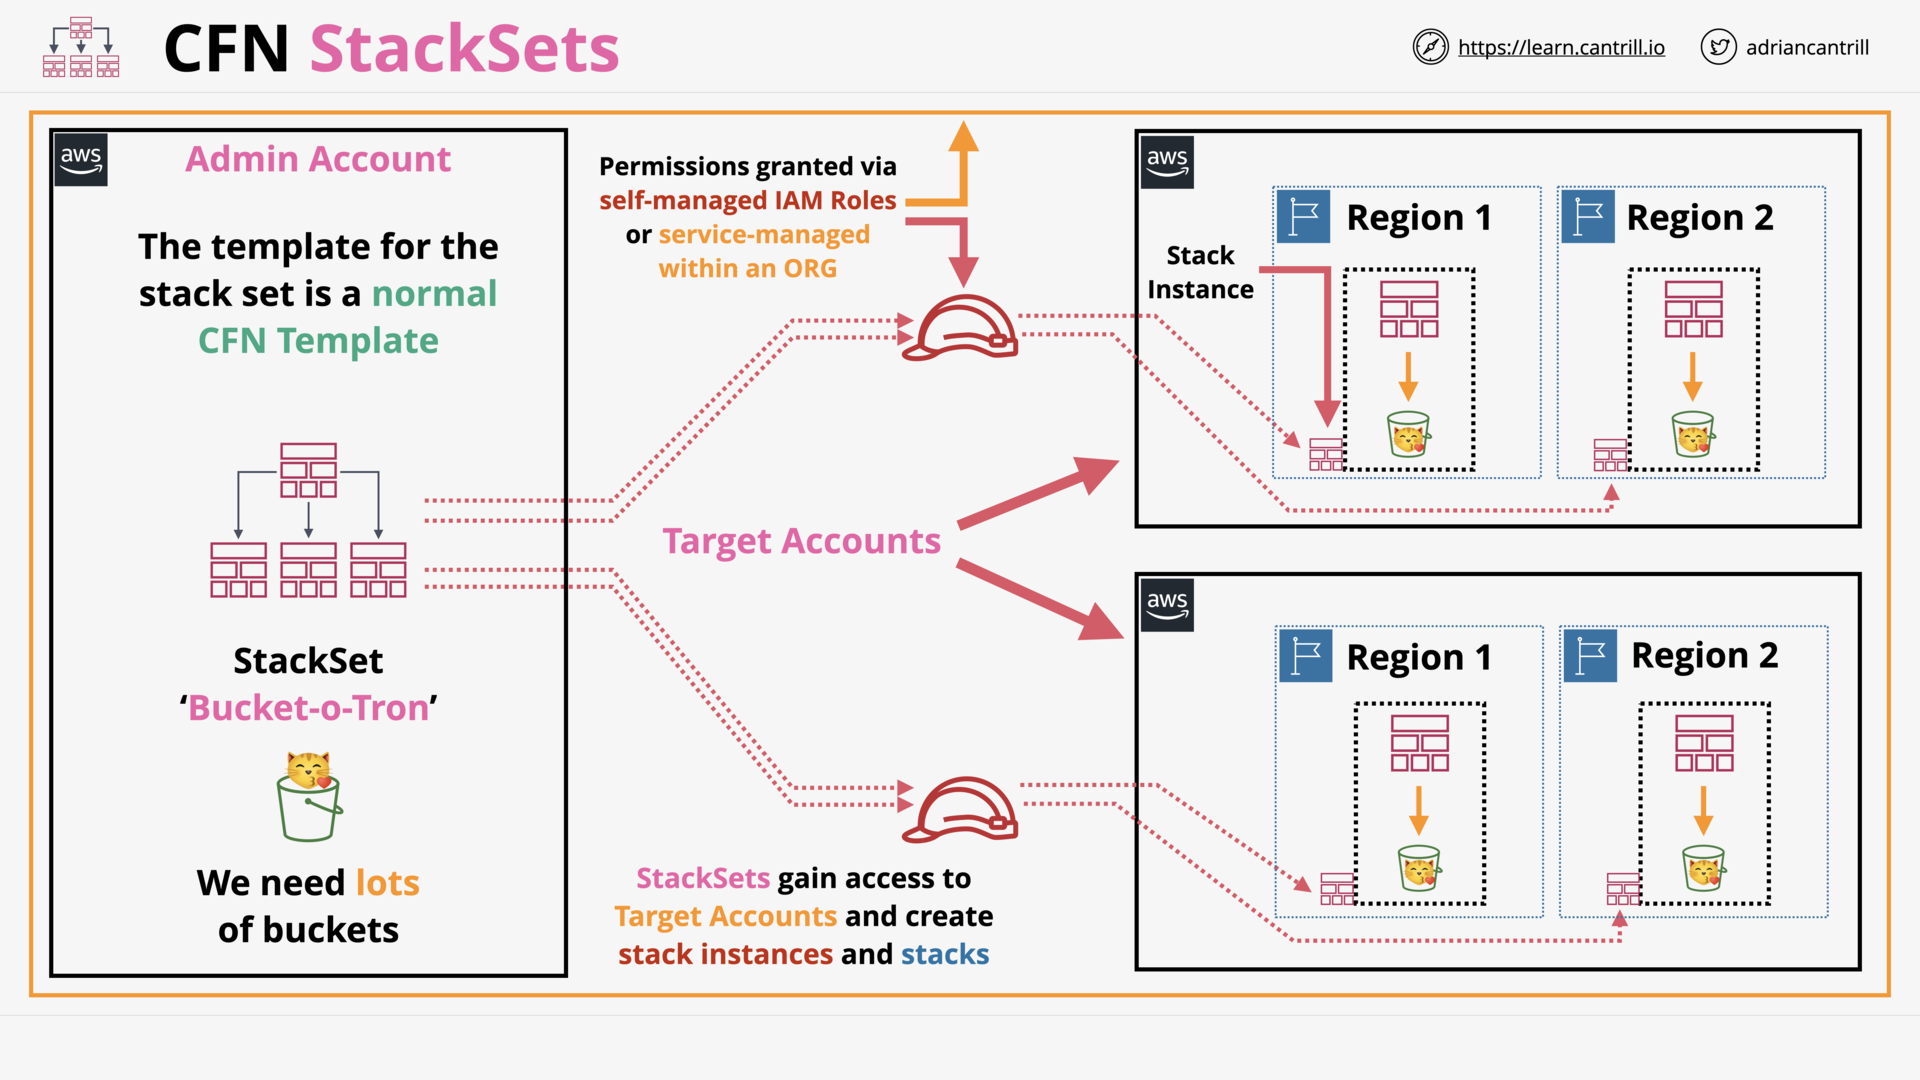 CFN StackSets
https://learn.cantrill.io
adriancantrill
aws
Admin Account
The template for the
stack set is a normal
CFN Template
StackSet
‘Bucket-o-Tron’
We need lots
of buckets
Permissions granted via
self-managed IAM Roles
or service-managed
within an ORG
Target Accounts
StackSets gain access to
Target Accounts and create
stack instances and stacks
aws
Stack
Instance
Region 1
Region 2
aws
Region 1
Region 2